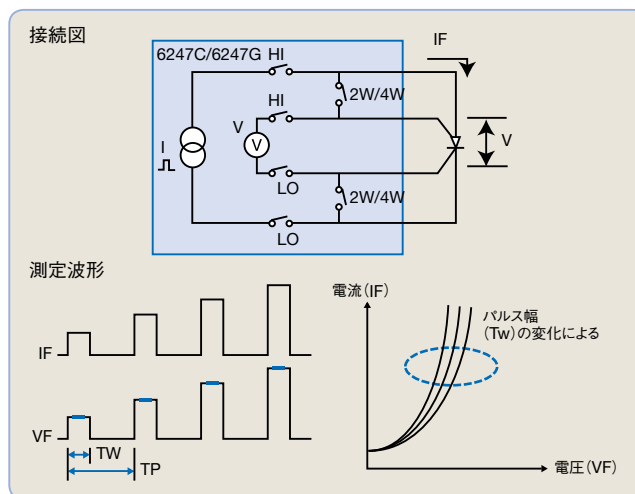 接続図
6247C/6247G HI
IF
2W/4W
HI
V
V
I
V
LO
2W/4W
LO
測定波形
電流(IF)
パルス幅
(Tw)の変化による
IF
VF
TW
TP
電圧(VF)